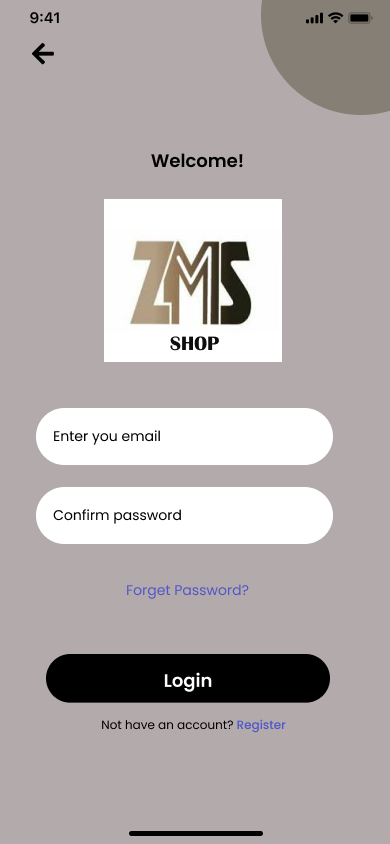 9:41
Welcome!
ZMS
SHOP
Enter you email
Confirm password
Forget Password?
Login
Not have an account? Register